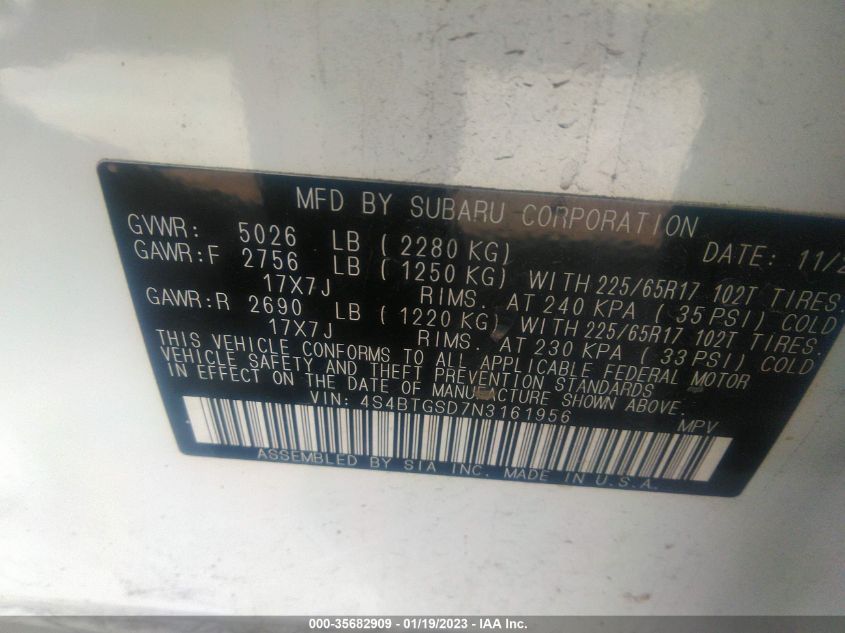 MFD BY SUBARU CORPORATION
GVWR: 5026 LB ( 2280 KG) DATE: 11/2
GAWR:F 2756 LB ( 1250 KG) WITH 225/65R17 102T TIRES.
17X7J RIMS. AT 240 KPA ( 35 PSI) COLD
GAWR:R 2690 LB ( 1220 KG) WITH 225/65R17 102T TIRES.
17X7J RIMS. AT 230 KPA ( 33 PSI) COLD
THIS VEHICLE CONFORMS TO ALL APPLICABLE FEDERAL MOTOR
VEHICLE SAFETY AND THEFT PREVENTION STANDARDS
IN EFFECT ON THE DATE OF MANUFACTURE SHOWN ABOVE.
VIN: 4S4BTGSD7N3161956 MPV
ASSEMBLED BY SIA INC. MADE IN U.S.A.
000-35682909 - 01/19/2023 - IAA Inc.